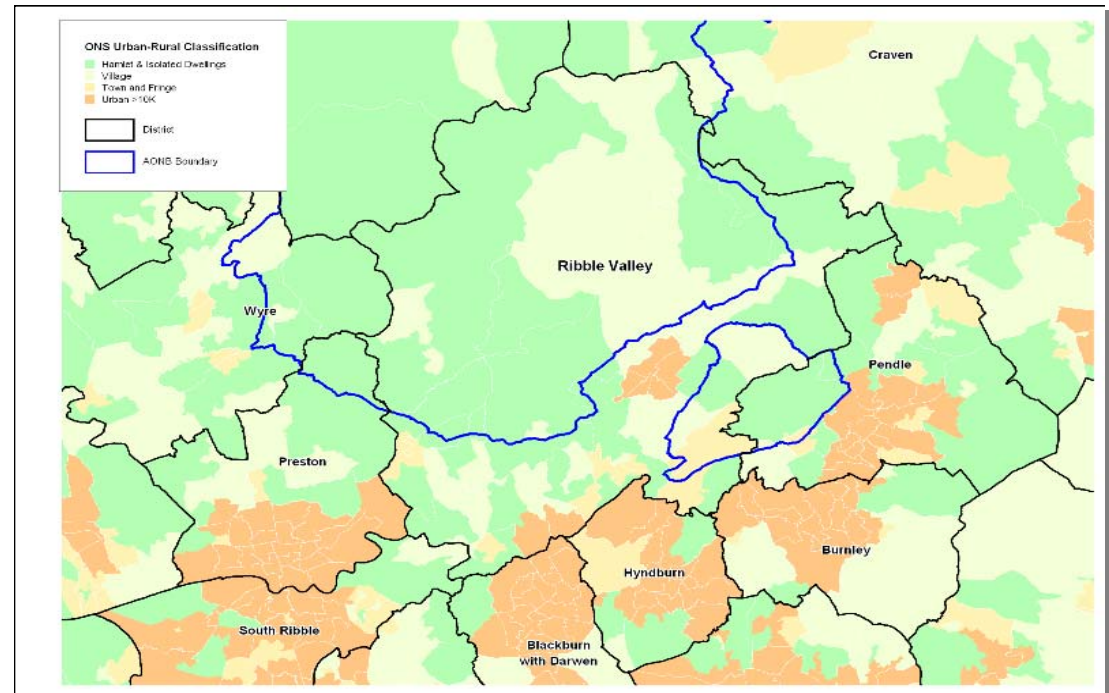 ONS Urban-Rural Classification
Hamlet & Isolated Dwellings
Village
Town and Fringe
Urban >10K
District
AONB Boundary
Craven
Ribble Valley
Wyre
Pendle
Preston
Burnley
Hyndburn
South Ribble
Blackburn
with Darwen